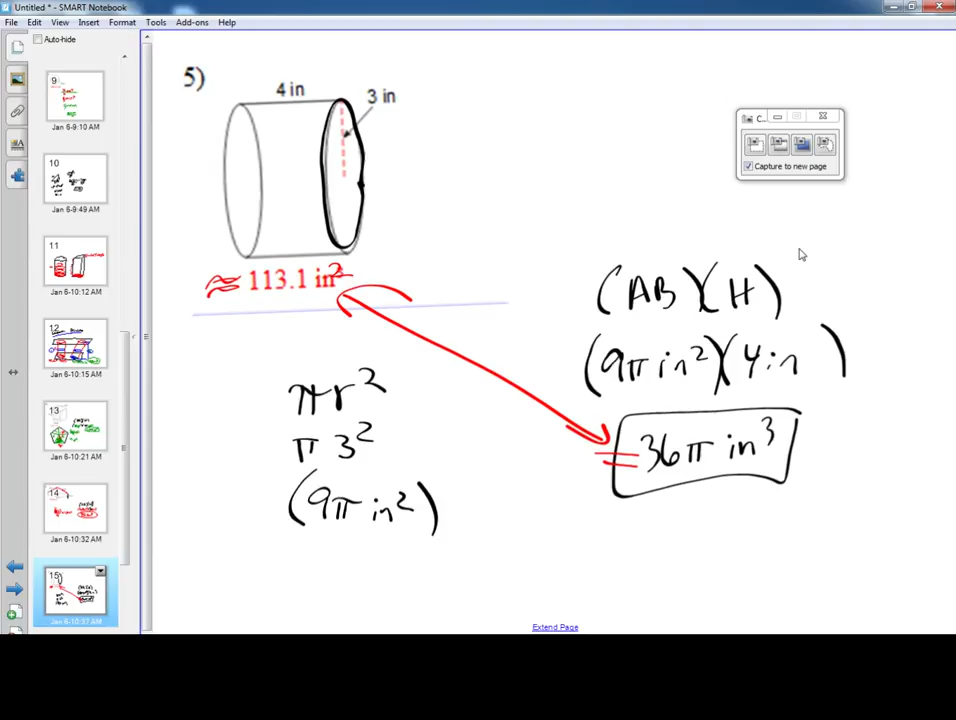 Untitled * - SMART Notebook
File Edit View Insert Format Tools Add-ons Help
Auto-hide
9
Jan 6-9:10 AM
10
Jan 6-9:49 AM
11
Jan 6-10:12 AM
12
Jan 6-10:15 AM
13
Jan 6-10:21 AM
14
Jan 6-10:32 AM
15
Jan 6-10:37 AM
5)
4 in
3 in
≈ 113.1 in²
πr²
π 3²
(9π in²)
C...
Capture to new page
(AB)(H)
(9π in²)(4 in )
= 36π in³
Extend Page